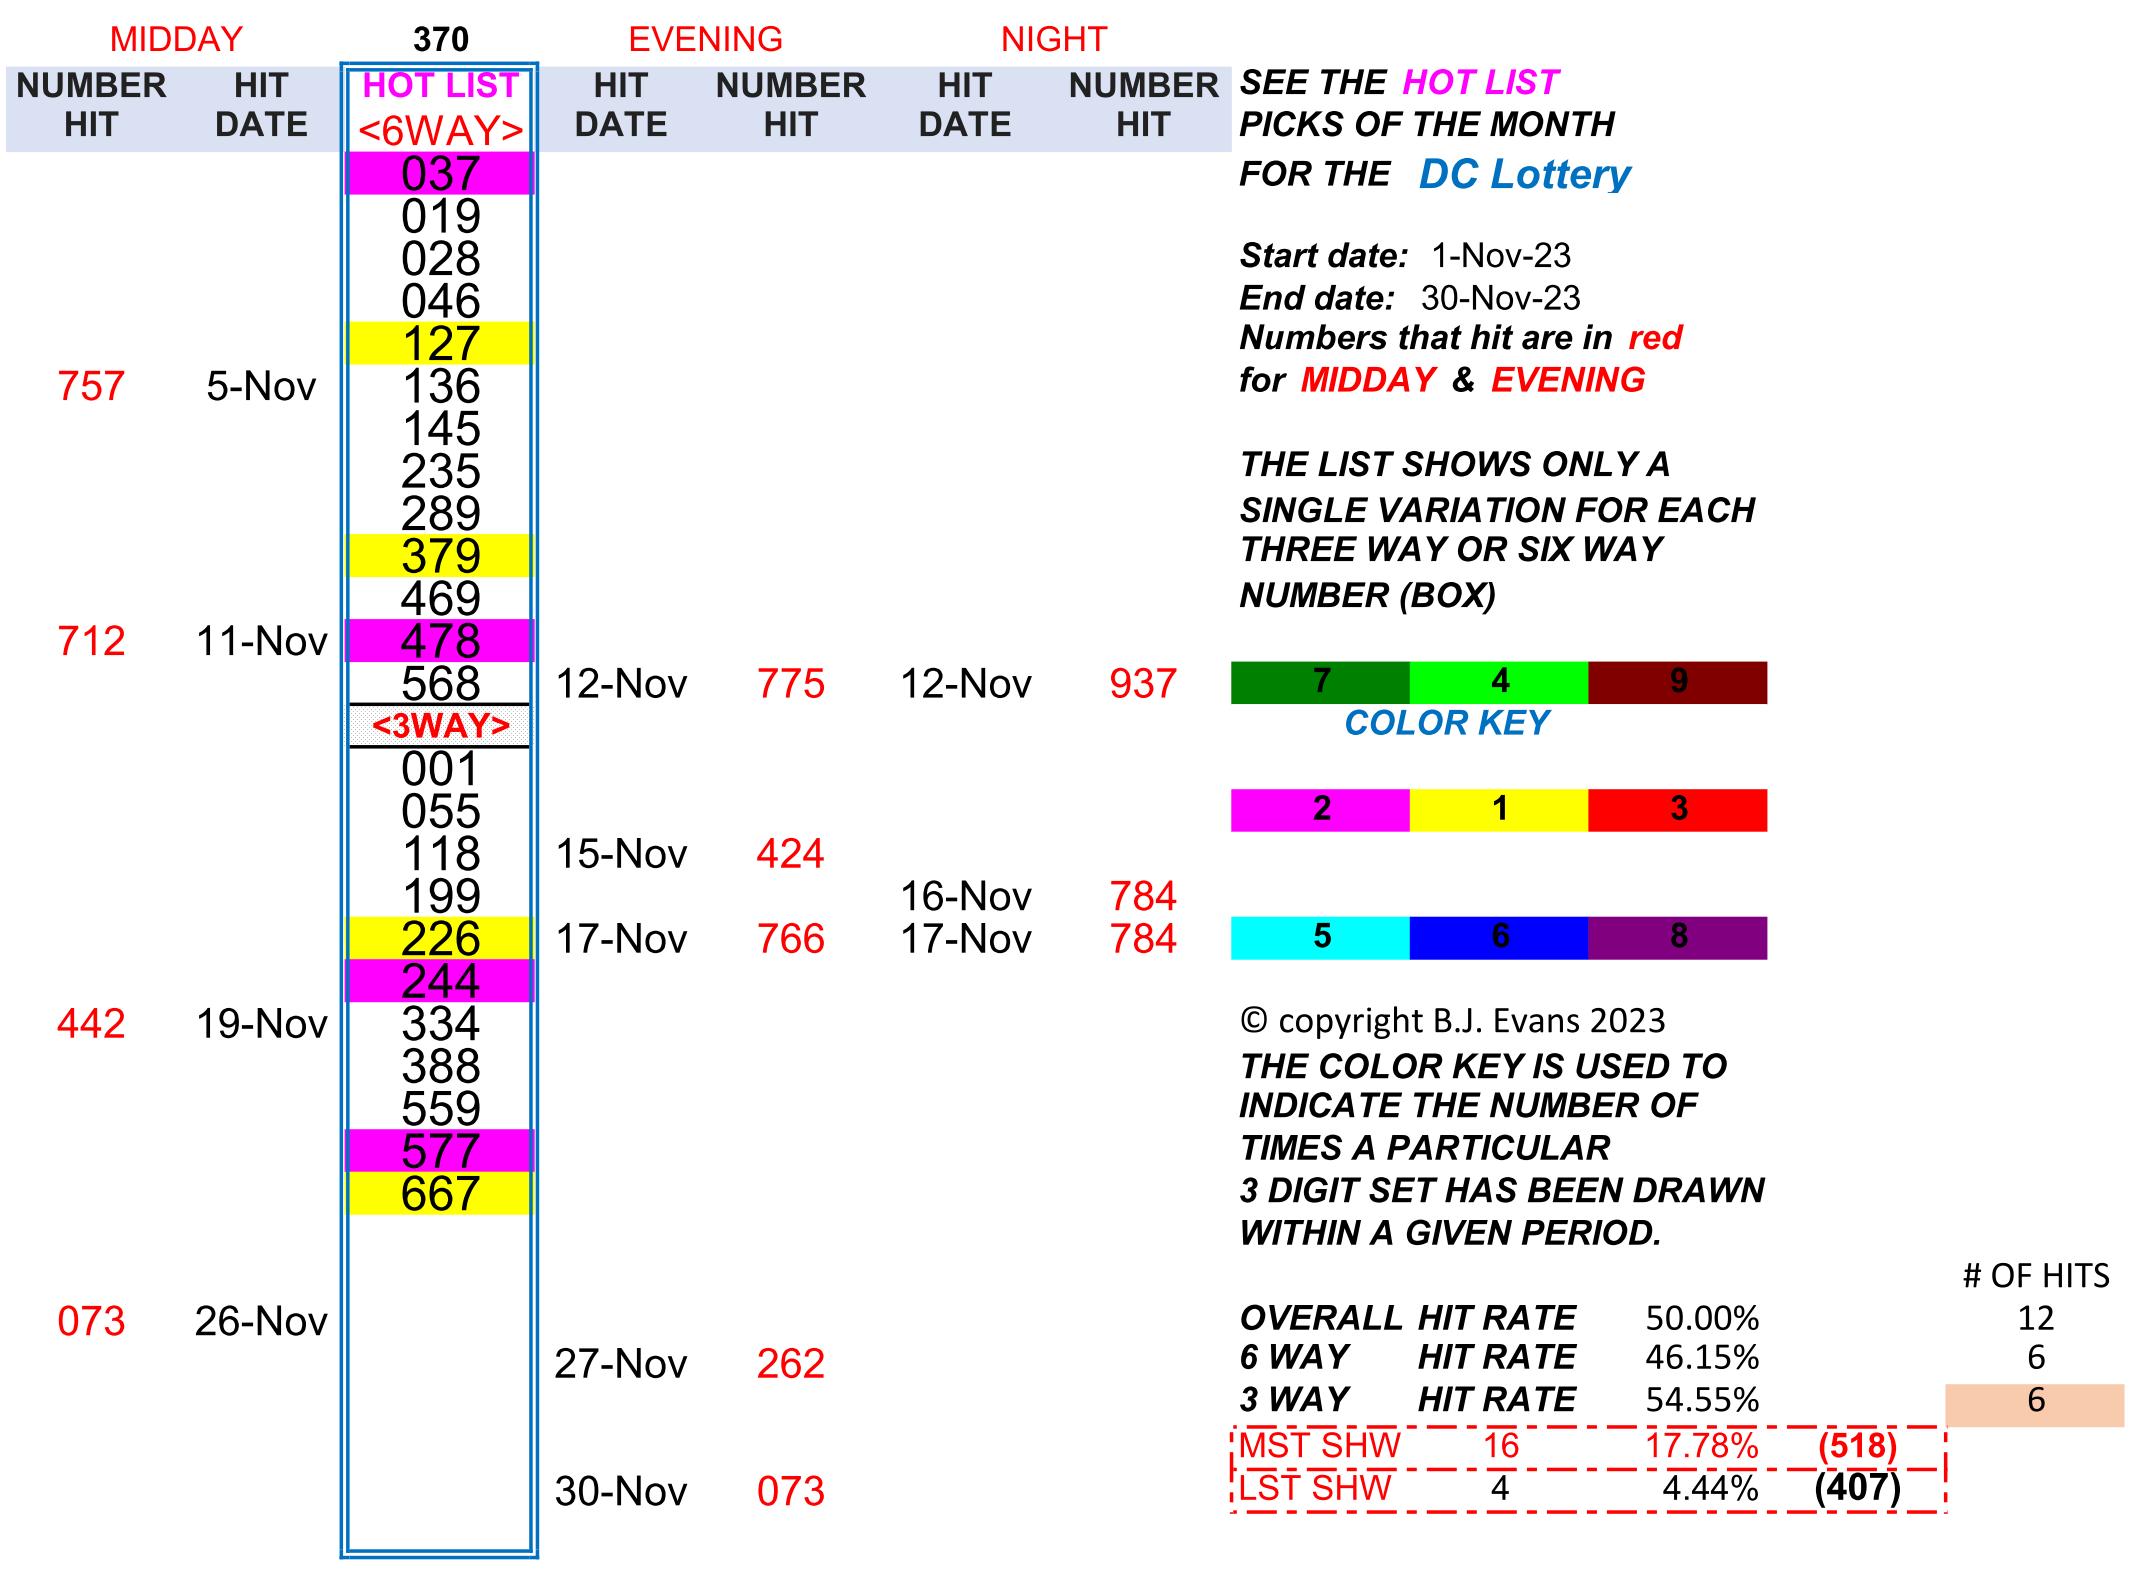 MIDDAY 370 EVENING NIGHT
NUMBER HIT HOT LIST HIT NUMBER HIT NUMBER SEE THE HOT LIST
HIT DATE <6WAY> DATE HIT DATE HIT PICKS OF THE MONTH
037 FOR THE DC Lottery
019
028 Start date: 1-Nov-23
046 End date: 30-Nov-23
127 Numbers that hit are in red
757 5-Nov 136 for MIDDAY & EVENING
145
235 THE LIST SHOWS ONLY A
289 SINGLE VARIATION FOR EACH
379 THREE WAY OR SIX WAY
469 NUMBER (BOX)
712 11-Nov 478
568 12-Nov 775 12-Nov 937 7 4 9
<3WAY> COLOR KEY
001
055 2 1 3
118 15-Nov 424
199 16-Nov 784
226 17-Nov 766 17-Nov 784 5 6 8
244
442 19-Nov 334 © copyright B.J. Evans 2023
388 THE COLOR KEY IS USED TO
559 INDICATE THE NUMBER OF
577 TIMES A PARTICULAR
667 3 DIGIT SET HAS BEEN DRAWN
WITHIN A GIVEN PERIOD.
# OF HITS
073 26-Nov OVERALL HIT RATE 50.00% 12
27-Nov 262 6 WAY HIT RATE 46.15% 6
3 WAY HIT RATE 54.55% 6
MST SHW 16 17.78% (518)
30-Nov 073 LST SHW 4 4.44% (407)